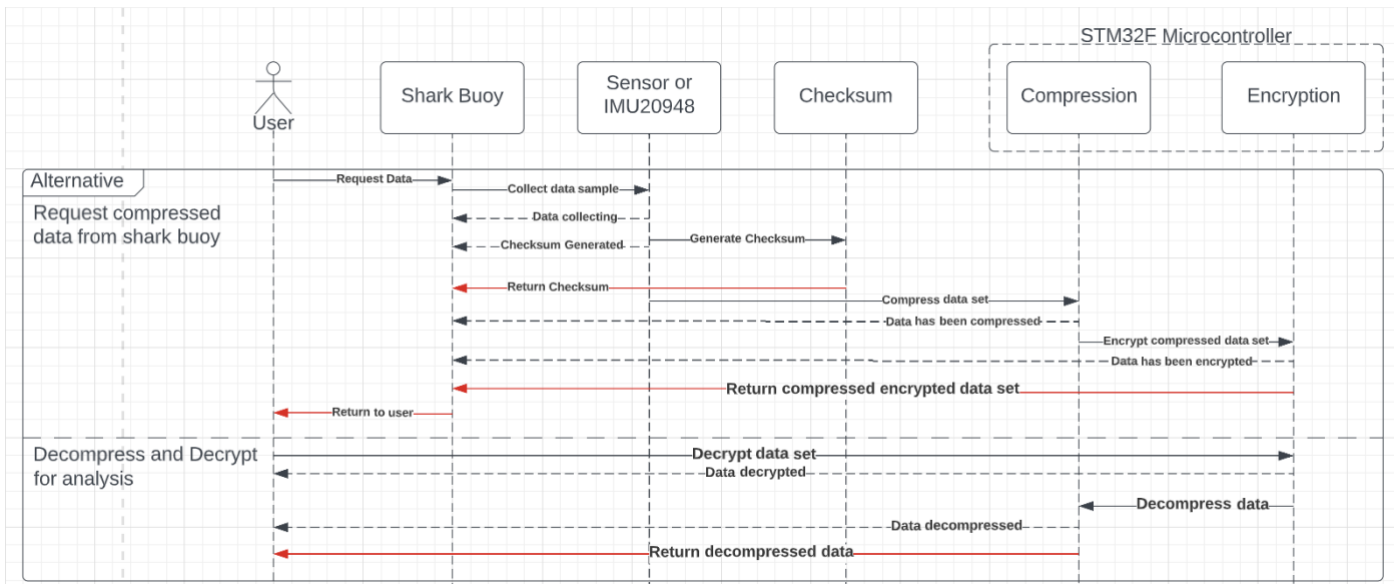 STM32F Microcontroller
User
Shark Buoy
Sensor or
IMU20948
Checksum
Compression
Encryption
Alternative
Request compressed
data from shark buoy
Request Data
Collect data sample
Data collecting
Generate Checksum
Checksum Generated
Return Checksum
Compress data set
Data has been compressed
Encrypt compressed data set
Data has been encrypted
Return compressed encrypted data set
Return to user
Decompress and Decrypt
for analysis
Decrypt data set
Data decrypted
Decompress data
Data decompressed
Return decompressed data